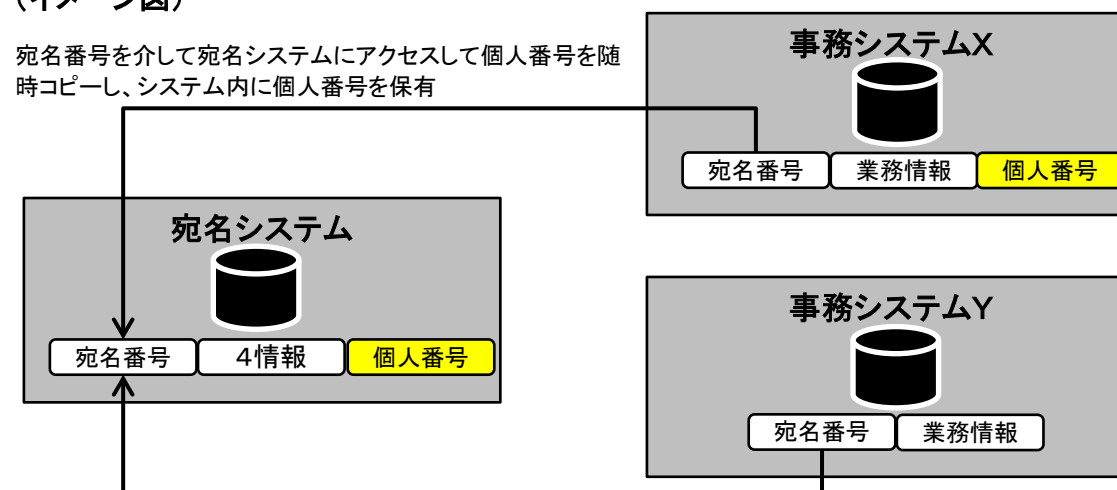 (イメージ図)
宛名番号を介して宛名システムにアクセスして個人番号を随
時コピーし、システム内に個人番号を保有
事務システムX
宛名番号
業務情報
個人番号
宛名システム
宛名番号
4情報
個人番号
事務システムY
宛名番号
業務情報